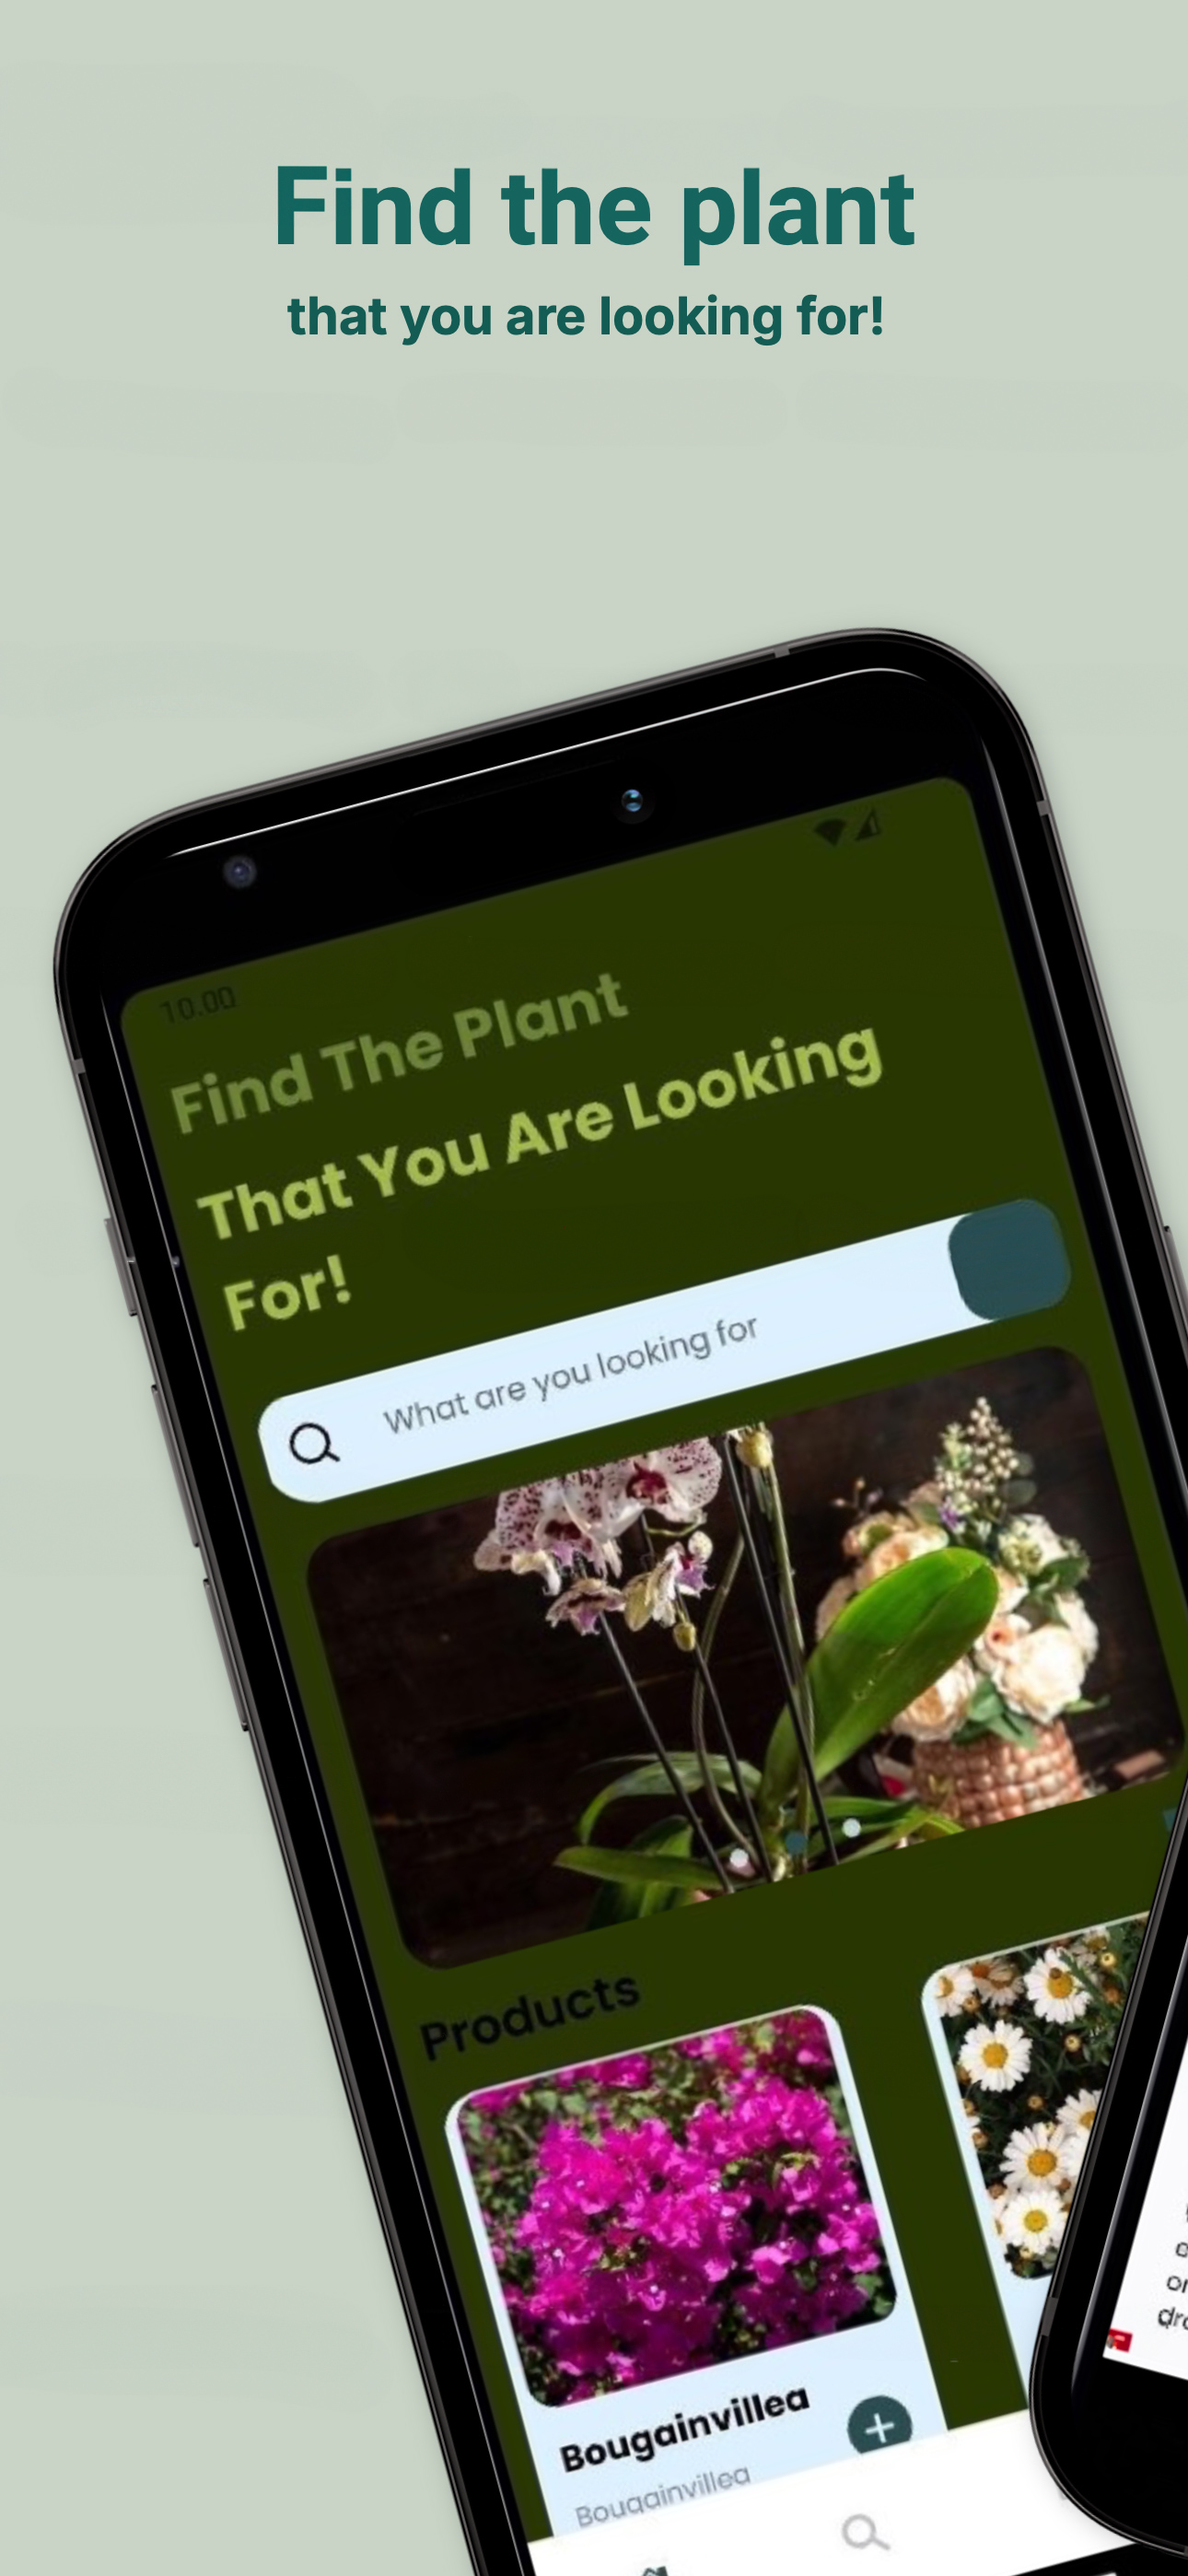 Find the plant
that you are looking for!
10.00
Find The Plant
That You Are Looking
For!
What are you looking for
Products
Bougainvillea
Bougainvillea